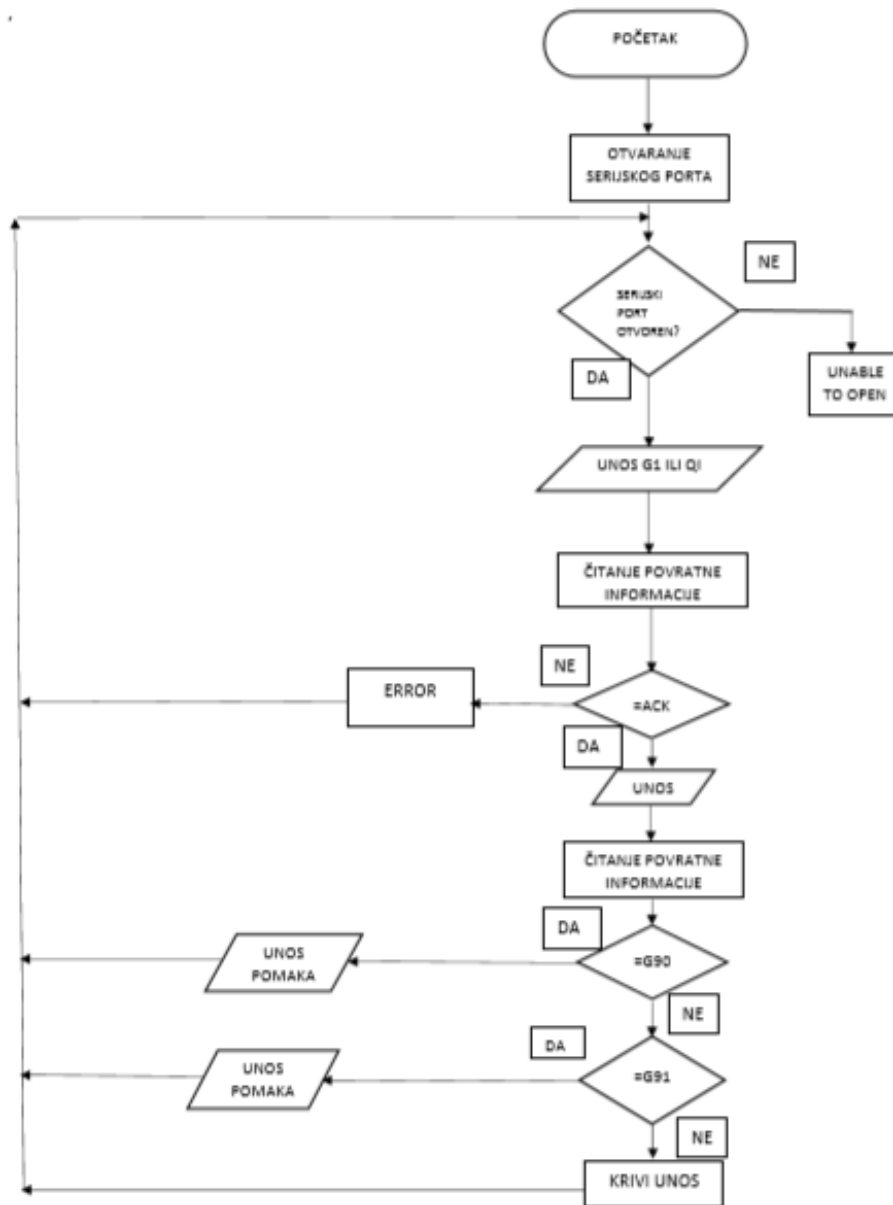 POČETAK
OTVARANJE
SERIJSKOG PORTA
NE
SERIJSKI
PORT
OTVOREN?
DA
UNABLE
TO OPEN
UNOS G1 ILI QI
ČITANJE POVRATNE
INFORMACIJE
NE
ERROR
=ACK
DA
UNOS
ČITANJE POVRATNE
INFORMACIJE
DA
UNOS
POMAKA
=G90
NE
DA
UNOS
POMAKA
=G91
NE
KRIVI UNOS